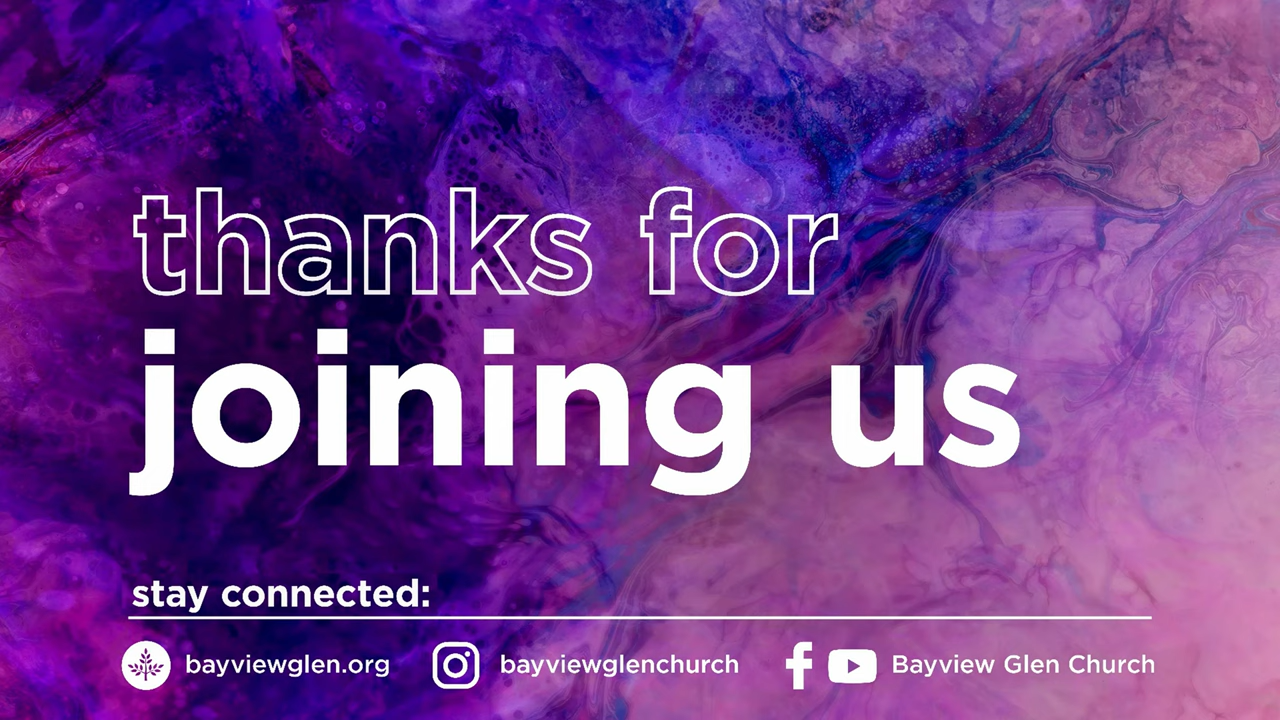 thanks for
joining us
stay connected:
bayviewglen.org bayviewglenchurch Bayview Glen Church